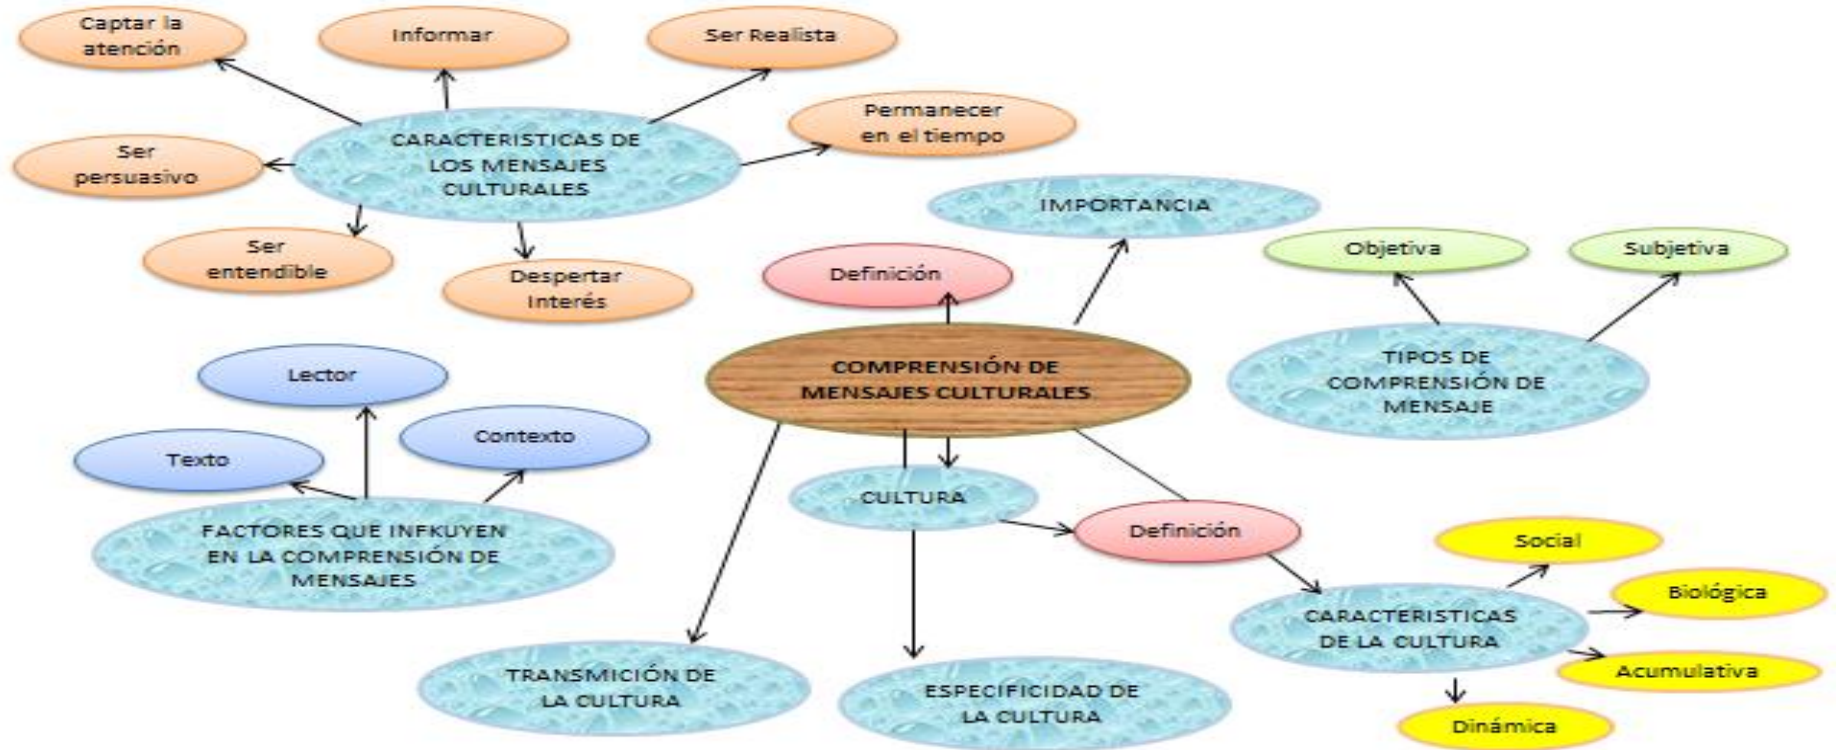 Captar la
atención
Informar
Ser Realista
Permanecer
en el tiempo
CARACTERISTICAS DE
LOS MENSAJES
CULTURALES
Ser
persuasivo
Ser
entendible
Despertar
Interés
IMPORTANCIA
Definición
Objetiva
Subjetiva
TIPOS DE
COMPRENSIÓN DE
MENSAJE
COMPRENSIÓN DE
MENSAJES CULTURALES
Lector
Texto
Contexto
FACTORES QUE INFKUYEN
EN LA COMPRENSIÓN DE
MENSAJES
CULTURA
Definición
Social
Biológica
CARACTERISTICAS
DE LA CULTURA
Acumulativa
Dinámica
TRANSMICIÓN DE
LA CULTURA
ESPECIFICIDAD DE
LA CULTURA